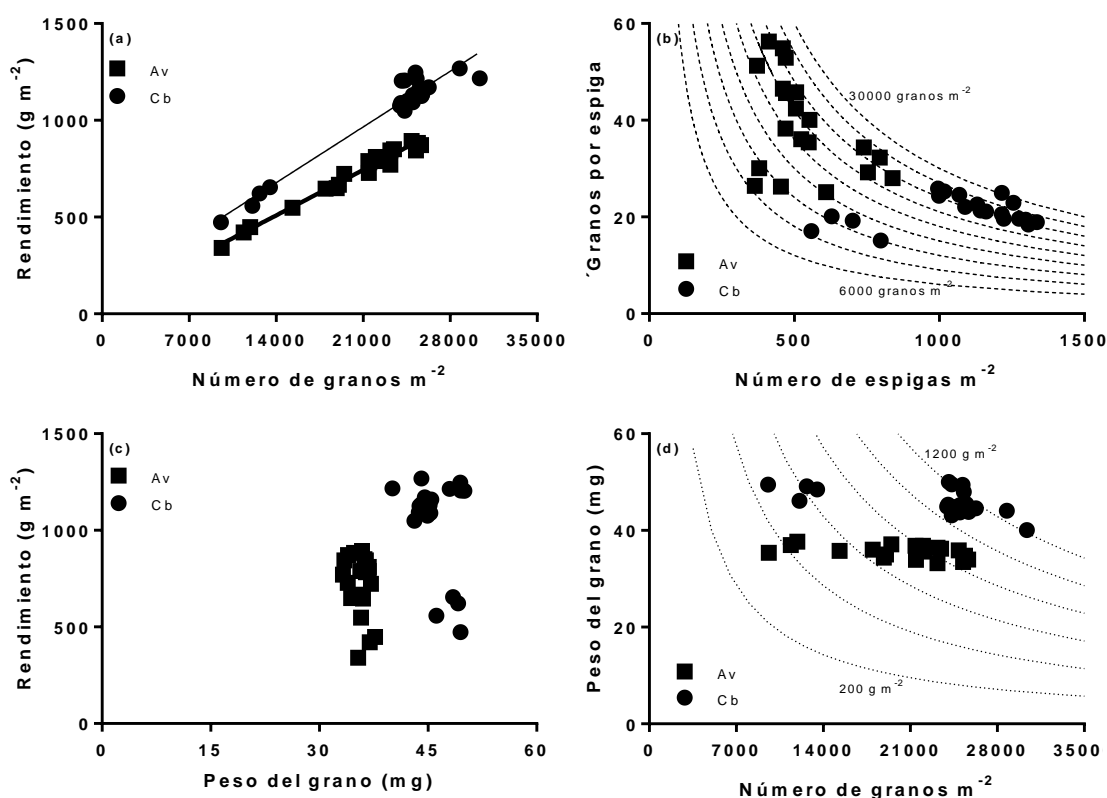 (a)
Av
Cb
Rendimiento (g m-2)
1500
1000
500
0
0 7000 14000 21000 28000 35000
Número de granos m-2
(b)
30000 granos m-2
6000 granos m-2
Av
Cb
´Granos por espiga
60
40
20
0
0 500 1000 1500
Número de espigas m-2
(c)
Av
Cb
Rendimiento (g m-2)
1500
1000
500
0
0 15 30 45 60
Peso del grano (mg)
(d)
1200 g m-2
200 g m-2
Av
Cb
Peso del grano (mg)
60
40
20
0
0 7000 14000 21000 28000 3500
Número de granos m-2